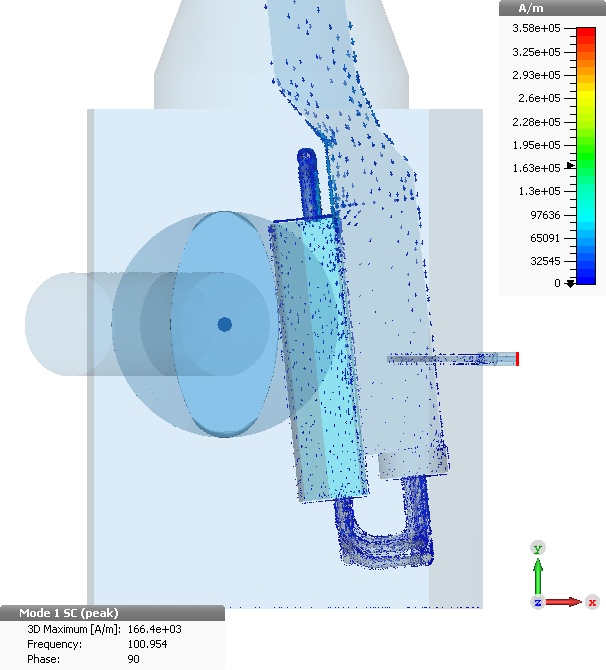 A/m
3.58e+05
3.25e+05
2.93e+05
2.6e+05
2.28e+05
1.95e+05
1.63e+05
1.3e+05
97636
65091
32545
0
y
z x
Mode 1 SC (peak)
3D Maximum [A/m]: 166.4e+03
Frequency: 100.954
Phase: 90